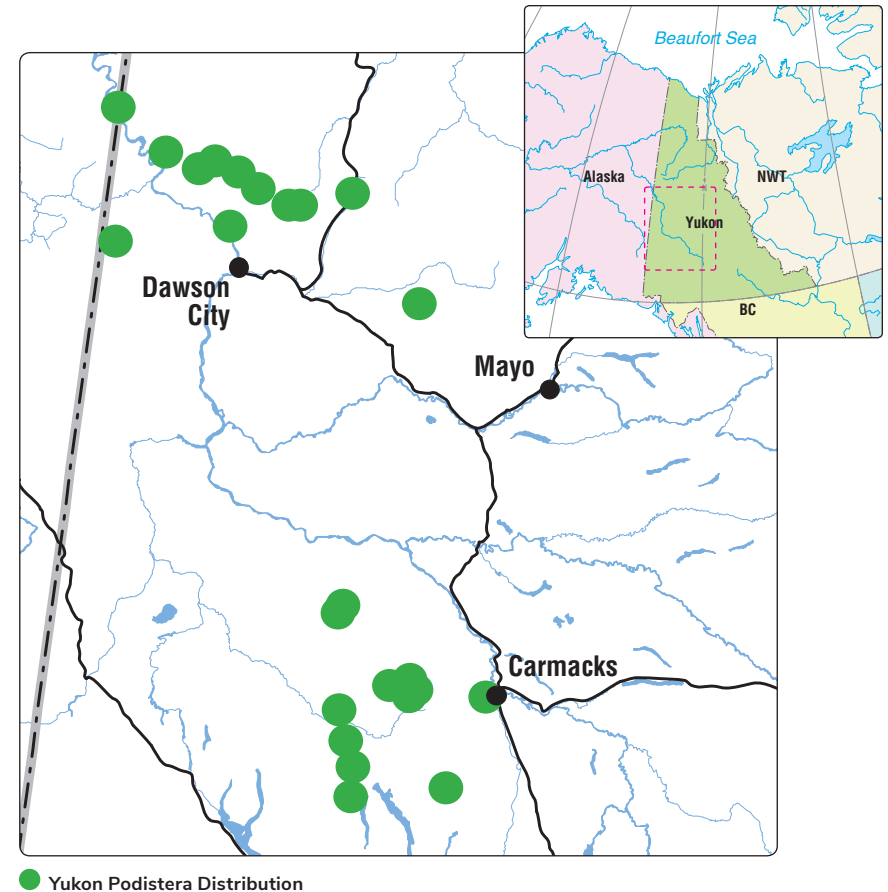 Beaufort Sea
Alaska
NWT
Yukon
BC
Dawson
City
Mayo
Carmacks
Yukon Podistera Distribution